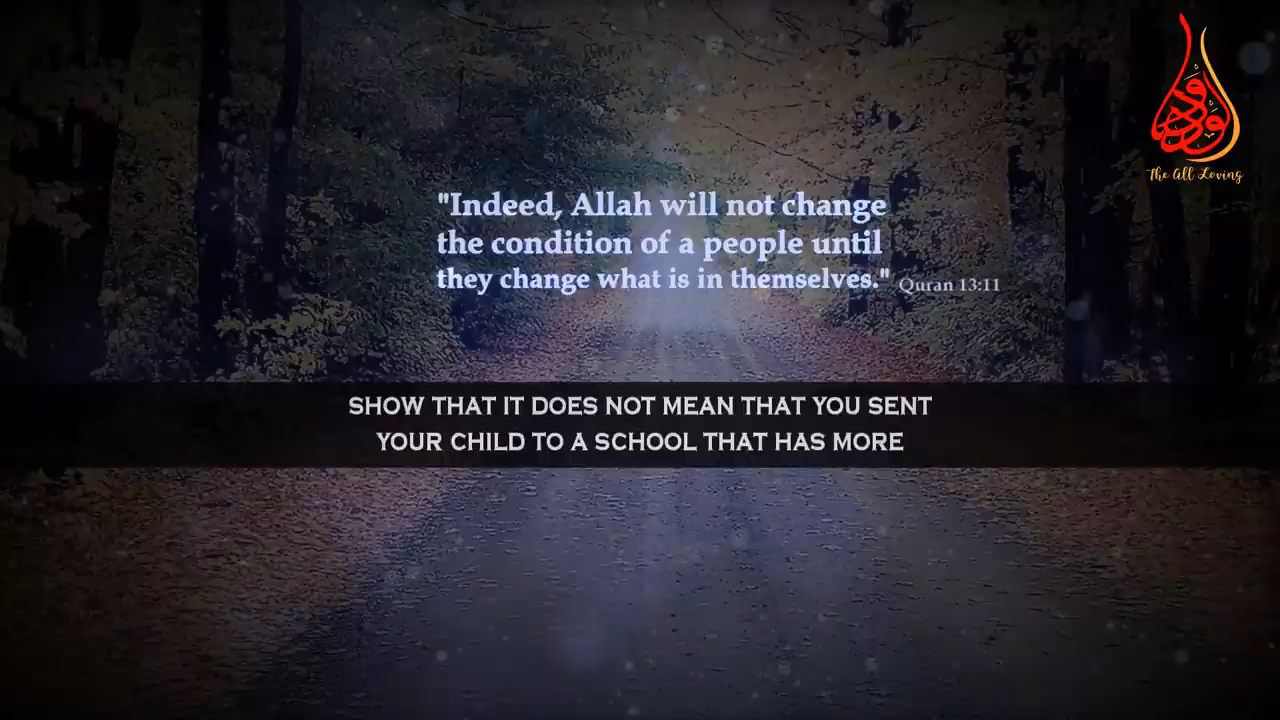 "Indeed, Allah will not change
the condition of a people until
they change what is in themselves." Quran 13:11
SHOW THAT IT DOES NOT MEAN THAT YOU SENT
YOUR CHILD TO A SCHOOL THAT HAS MORE
The All Loving